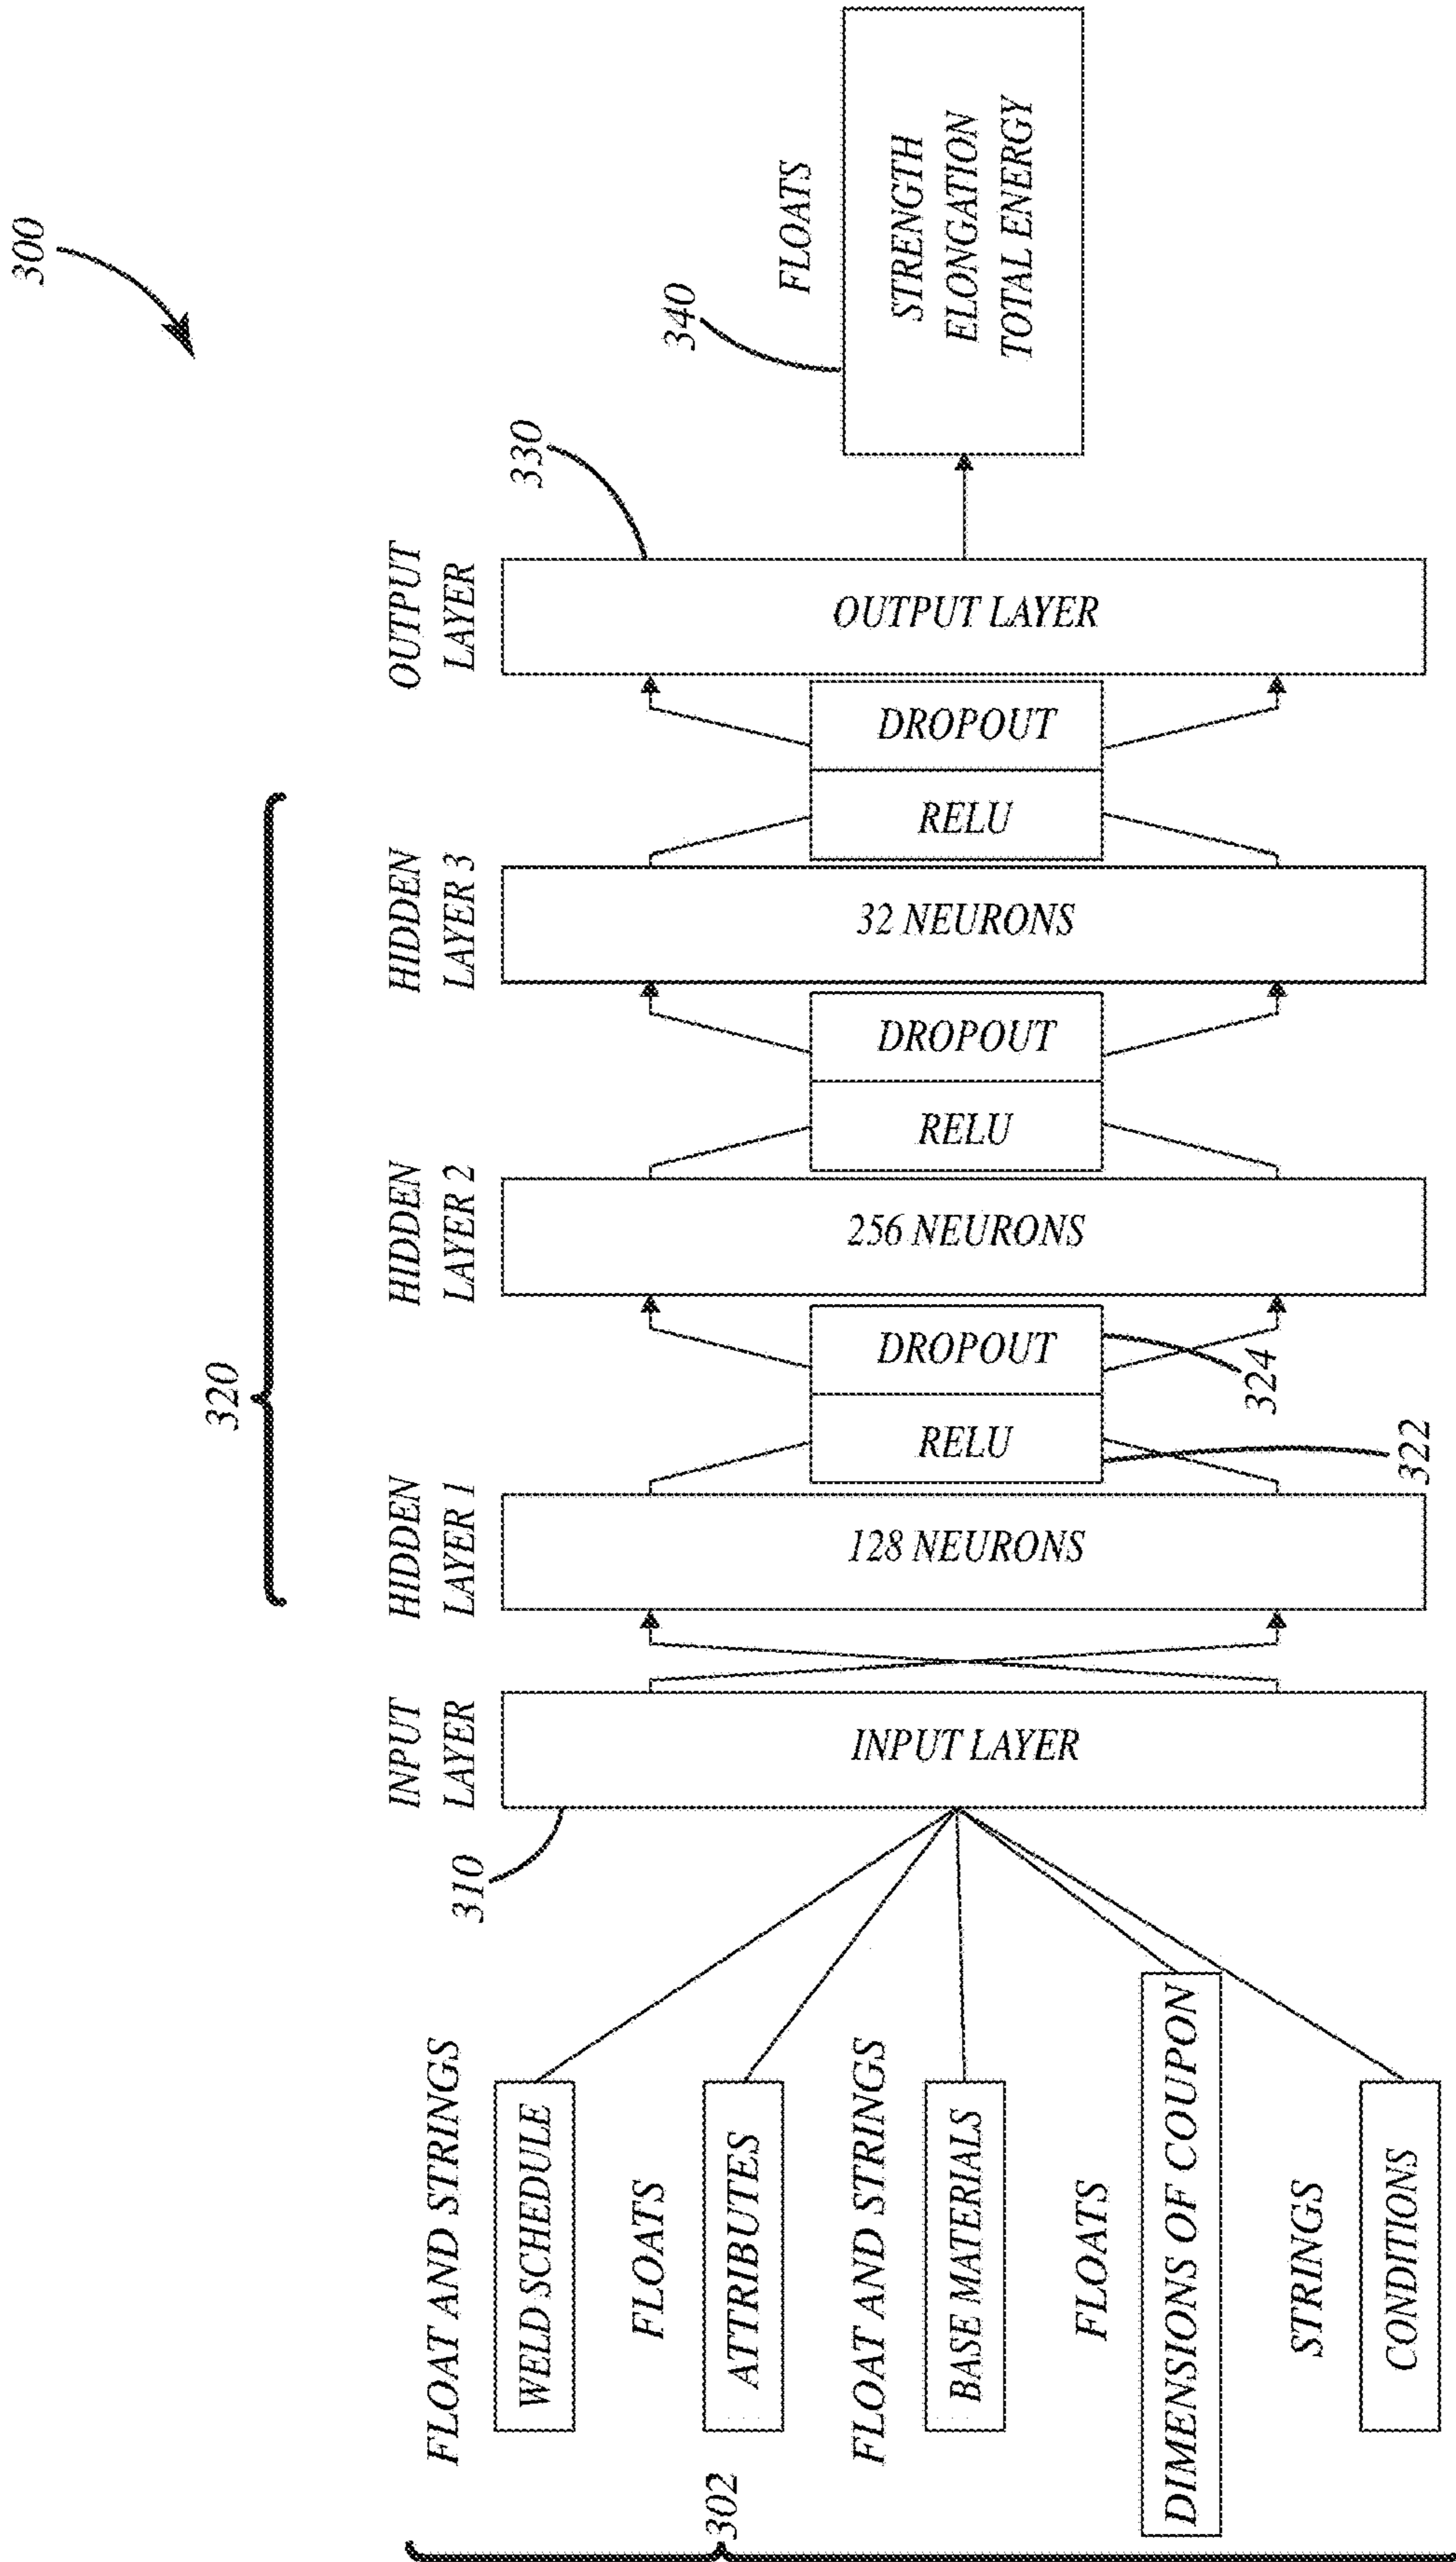 300
320
302
FLOAT AND STRINGS
WELD SCHEDULE
FLOATS
ATTRIBUTES
FLOAT AND STRINGS
BASE MATERIALS
FLOATS
DIMENSIONS OF COUPON
STRINGS
CONDITIONS
310
INPUT
LAYER
INPUT LAYER
HIDDEN
LAYER 1
128 NEURONS
RELU
322
DROPOUT
324
HIDDEN
LAYER 2
256 NEURONS
RELU
DROPOUT
HIDDEN
LAYER 3
32 NEURONS
RELU
DROPOUT
OUTPUT
LAYER
330
OUTPUT LAYER
340
FLOATS
STRENGTH
ELONGATION
TOTAL ENERGY